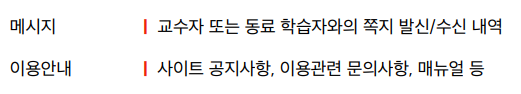 메시지 | 교수자 또는 동료 학습자와의 쪽지 발신/수신 내역
이용안내 | 사이트 공지사항, 이용관련 문의사항, 매뉴얼 등